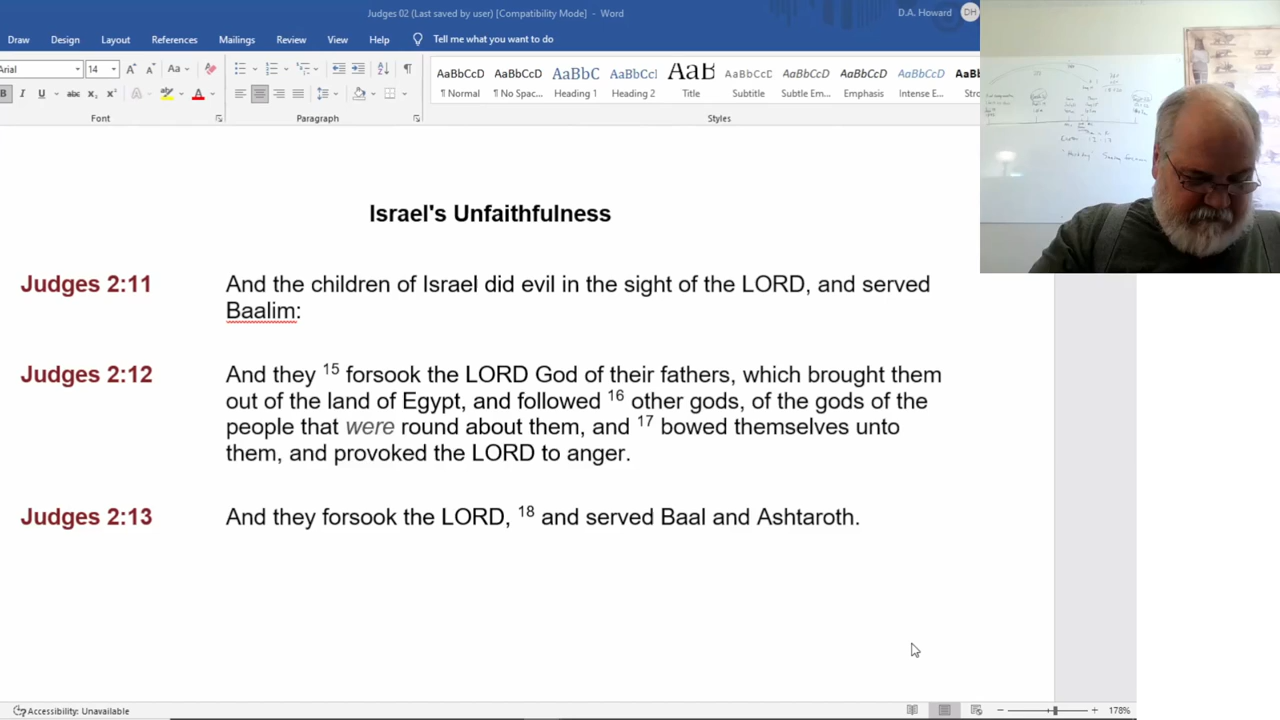 Judges 02 (Last saved by user) [Compatibility Mode] - Word
D.A. Howard
DH
Draw Design Layout References Mailings Review View Help Tell me what you want to do
Arial 14 A A Aa
AaBbCcD AaBbCcD AaBbC AaBbCcI AaB AaBbCcD AaBbCcD AaBbCcD AaBbCcD AaBb
B I U abc x₂ x² A A
¶ Normal ¶ No Spac... Heading 1 Heading 2 Title Subtitle Subtle Em... Emphasis Intense E... Stro
Font Paragraph Styles
Israel's Unfaithfulness
Judges 2:11 And the children of Israel did evil in the sight of the LORD, and served
Baalim:
Judges 2:12 And they 15 forsook the LORD God of their fathers, which brought them
out of the land of Egypt, and followed 16 other gods, of the gods of the
people that were round about them, and 17 bowed themselves unto
them, and provoked the LORD to anger.
Judges 2:13 And they forsook the LORD, 18 and served Baal and Ashtaroth.
Accessibility: Unavailable
178%